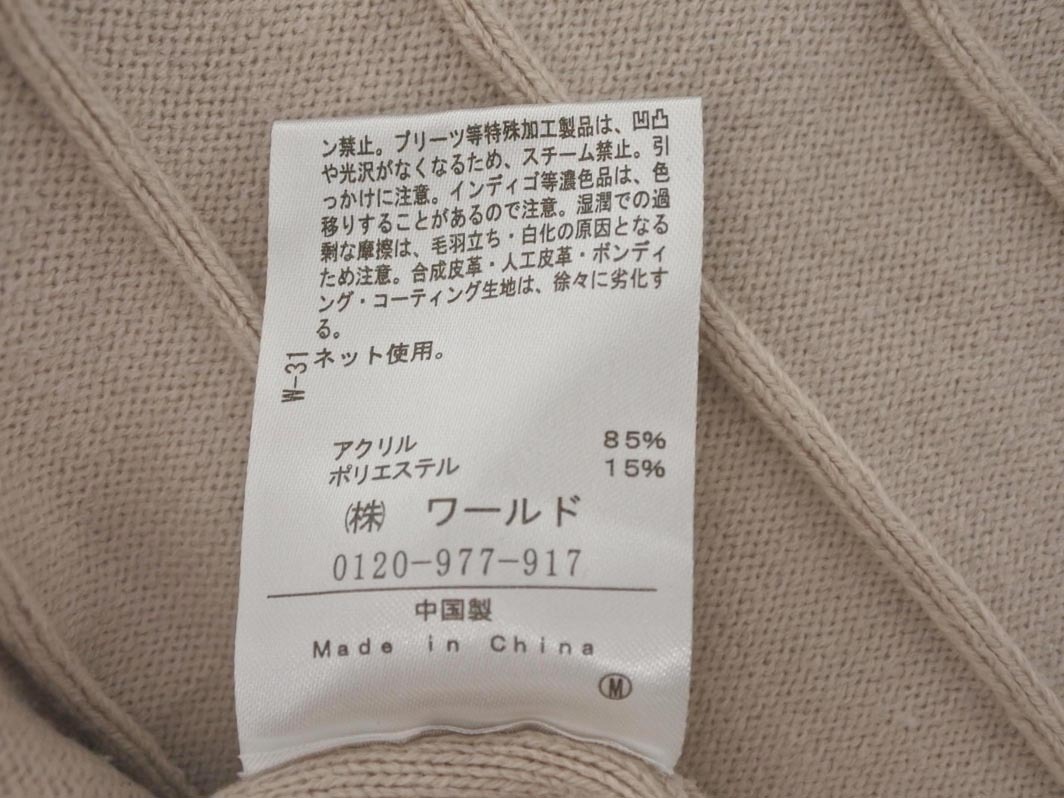 ン禁止。プリーツ等特殊加工製品は、凹凸
や光沢がなくなるため、スチーム禁止。引
っかけに注意。インディゴ等濃色品は、色
移りすることがあるので注意。湿潤での過
剰な摩擦は、毛羽立ち・白化の原因となる
ため注意。合成皮革・人工皮革・ボンディ
ング・コーティング生地は、徐々に劣化す
る。
ネット使用。
W-31
アクリル 85%
ポリエステル 15%
㈱ ワールド
0120-977-917
中国製
Made in China
Ⓜ